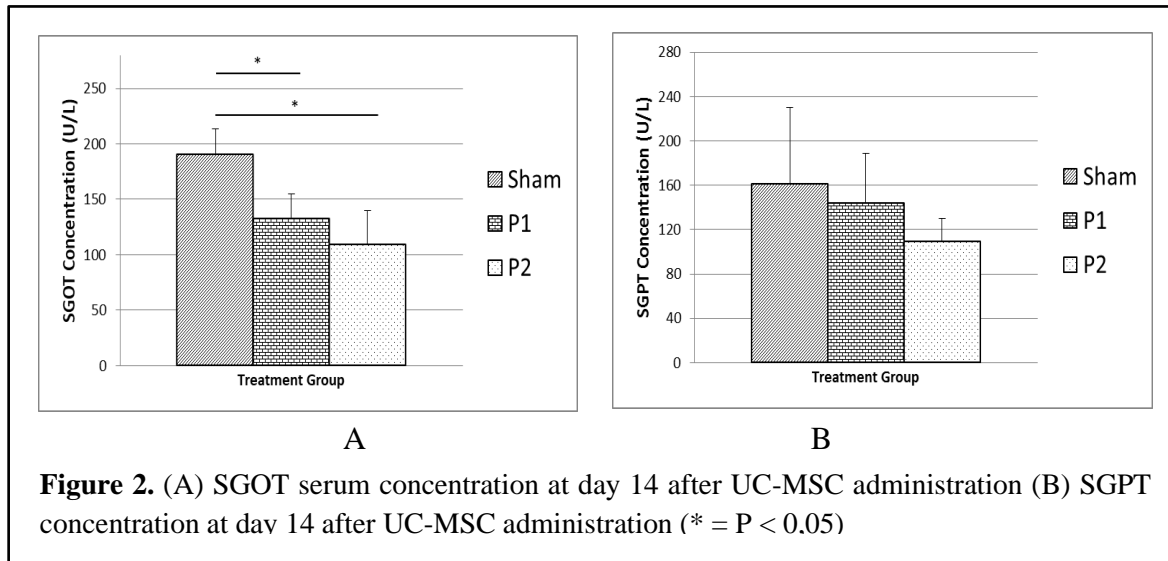 *
*
250
200
150
100
50
0
SGOT Concentration (U/L)
Treatment Group
Sham
P1
P2
280
240
200
160
120
80
40
0
SGPT Concentration (U/L)
Treatment Group
Sham
P1
P2
A
B
Figure 2. (A) SGOT serum concentration at day 14 after UC-MSC administration (B) SGPT
concentration at day 14 after UC-MSC administration (* = P < 0,05)